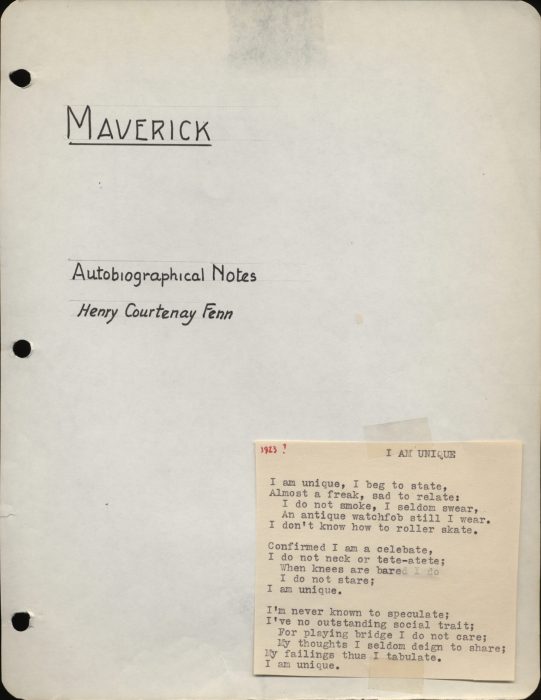 MAVERICK
Autobiographical Notes
Henry Courtenay Fenn
1923 ?
I AM UNIQUE
I am unique, I beg to state,
Almost a freak, sad to relate:
I do not smoke, I seldom swear,
An antique watchfob still I wear.
I don't know how to roller skate.
Confirmed I am a celebate,
I do not neck or tete-atete;
When knees are bared I do
I do not stare;
I am unique.
I'm never known to speculate;
I've no outstanding social trait;
For playing bridge I do not care;
My thoughts I seldom deign to share;
My failings thus I tabulate.
I am unique.